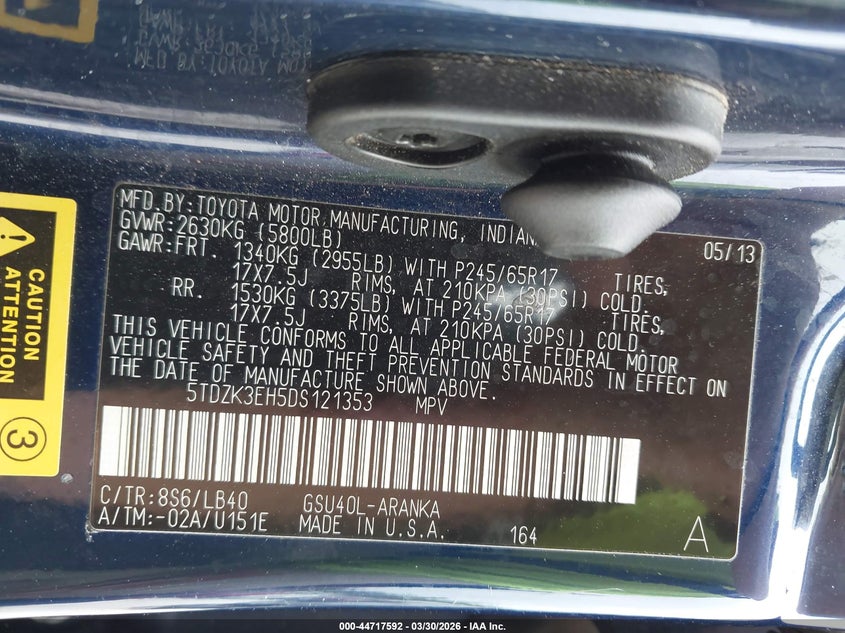 MFD.BY:TOYOTA MOTOR MANUFACTURING, INDIAN
05/13
GVWR:2630KG (5800LB)
GAWR:FRT. 1340KG (2955LB) WITH P245/65R17 TIRES,
17X7.5J RIMS, AT 210KPA (30PSI) COLD.
RR. 1530KG (3375LB) WITH P245/65R17 TIRES,
17X7.5J RIMS, AT 210KPA (30PSI) COLD.
THIS VEHICLE CONFORMS TO ALL APPLICABLE FEDERAL MOTOR
VEHICLE SAFETY AND THEFT PREVENTION STANDARDS IN EFFECT ON
THE DATE OF MANUFACTURE SHOWN ABOVE.
5TDZK3EH5DS121353 MPV
C/TR:8S6/LB40 GSU40L-ARANKA
A/TM:-02A/U151E MADE IN U.S.A. 164 A
CAUTION
ATTENTION
3
000-44717592 - 03/30/2026 - IAA Inc.